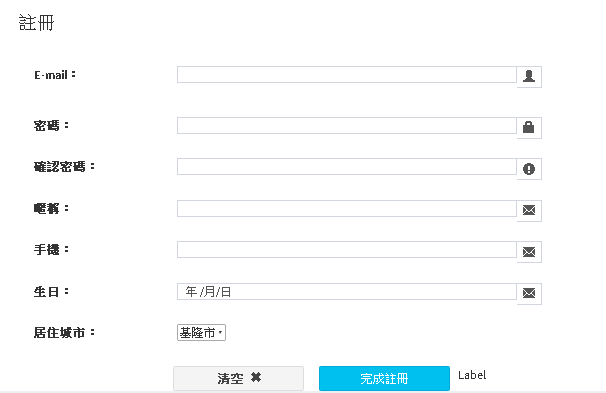 註冊
E-mail：
密碼：
確認密碼：
暱稱：
手機：
生日： 年 /月/日
居住城市： 基隆市
清空 ✖ 完成註冊 Label